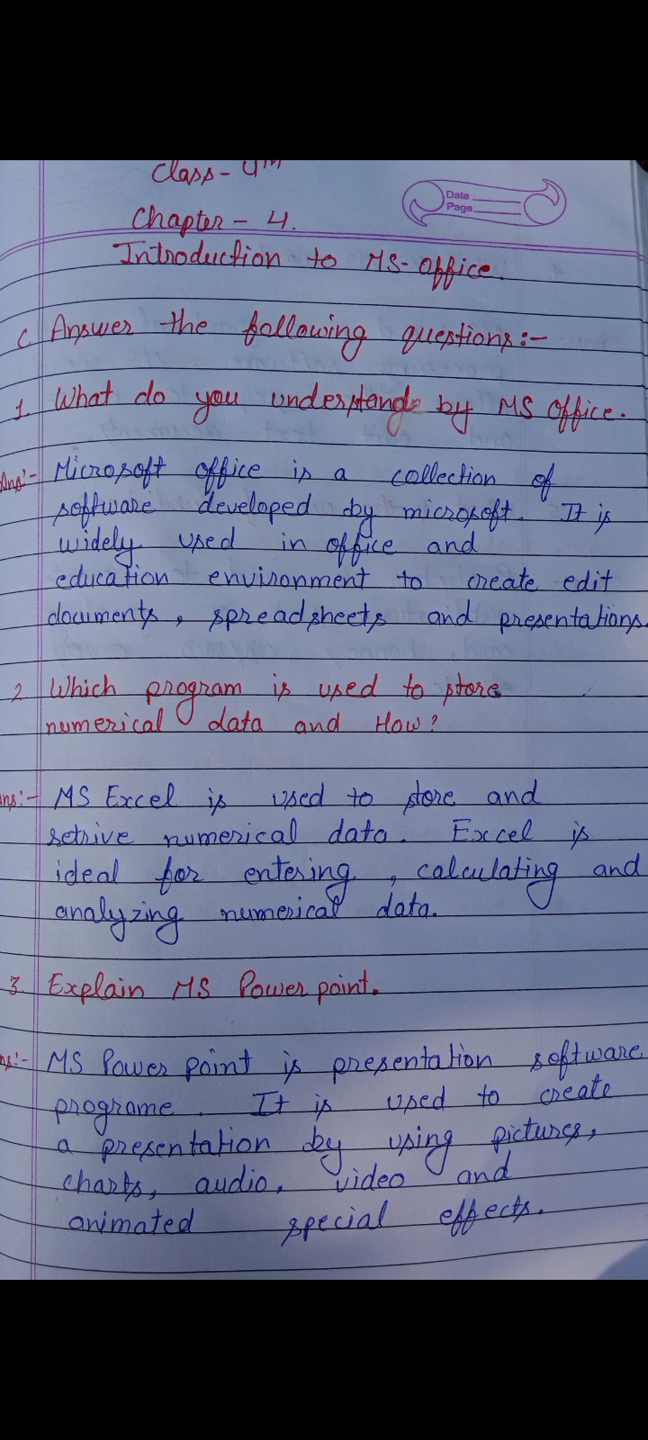 Class - 4th
Date
Page
Chapter - 4.
Introduction to MS-Office.
C. Answer the following questions:-
1. What do you understand by MS Office.
Ans:- Microsoft office is a collection of
software developed by microsoft. It is
widely used in office and
education environment to create edit
documents, spreadsheets and presentations.
2 Which program is used to store
numerical data and How?
Ans:- MS Excel is used to store and
setrive numerical data. Excel is
ideal for entering, calculating and
analyzing numerical data.
3. Explain MS Power point.
Ans:- MS Power point is presentation software
programe. It is used to create
a presentation by using pictures,
charts, audio, video and
animated special effects.